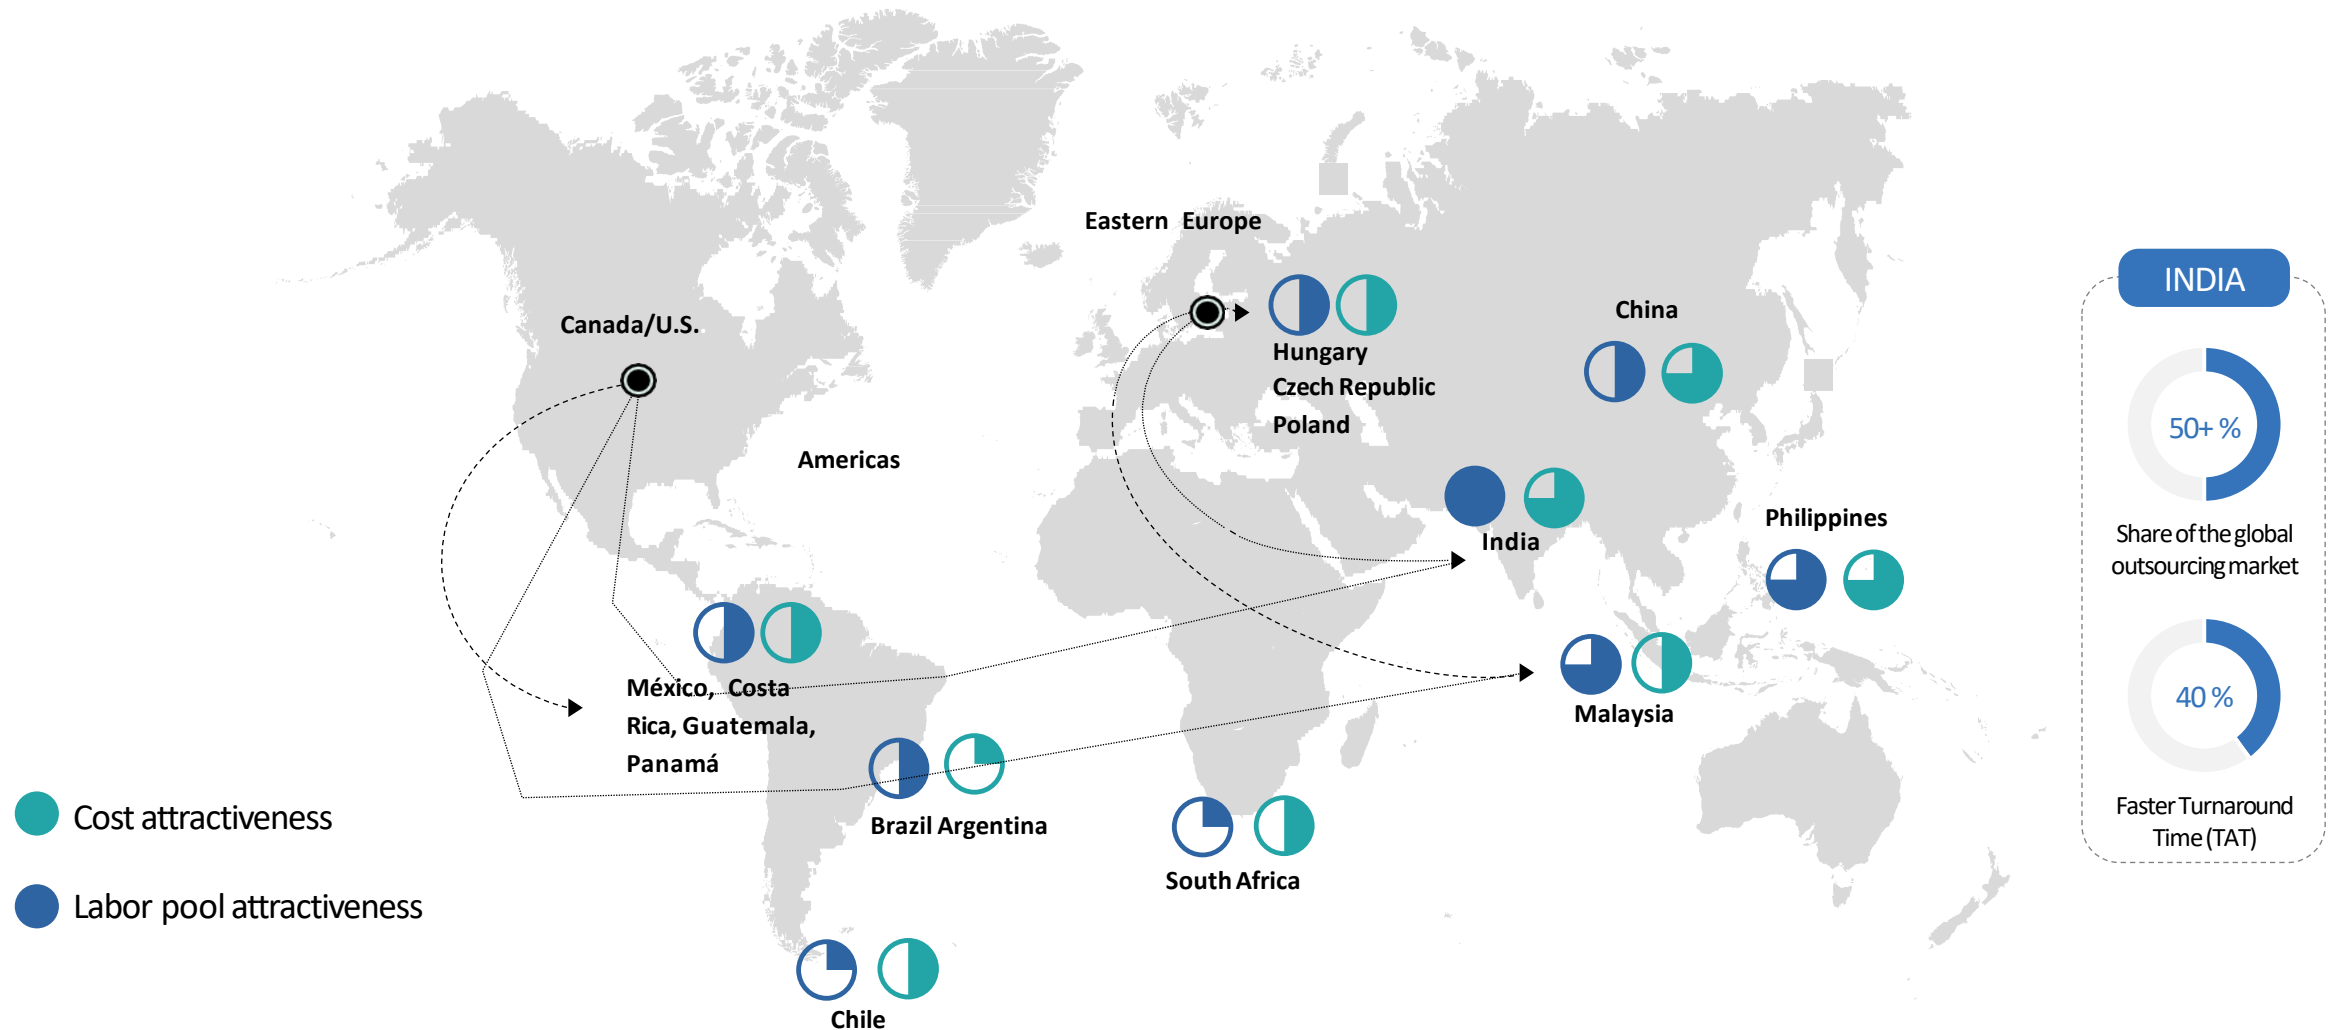 Eastern Europe
Canada/U.S.
China
Hungary
Czech Republic
Poland
Americas
India
Philippines
México, Costa
Rica, Guatemala,
Panamá
Malaysia
Brazil Argentina
South Africa
Chile
Cost attractiveness
Labor pool attractiveness
INDIA
50+ %
Share of the global
outsourcing market
40 %
Faster Turnaround
Time (TAT)